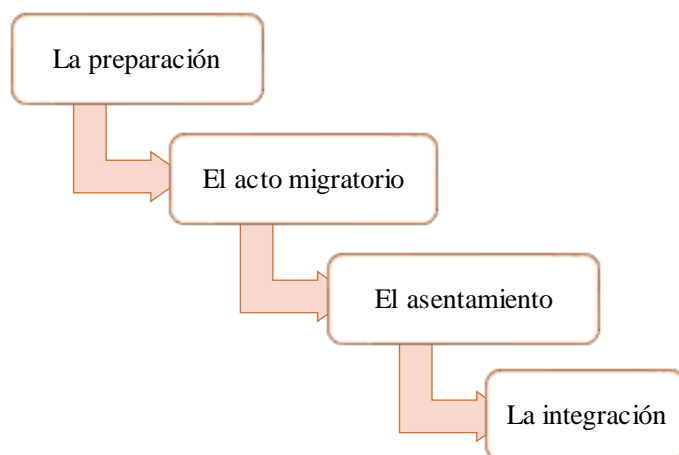 La preparación
El acto migratorio
El asentamiento
La integración